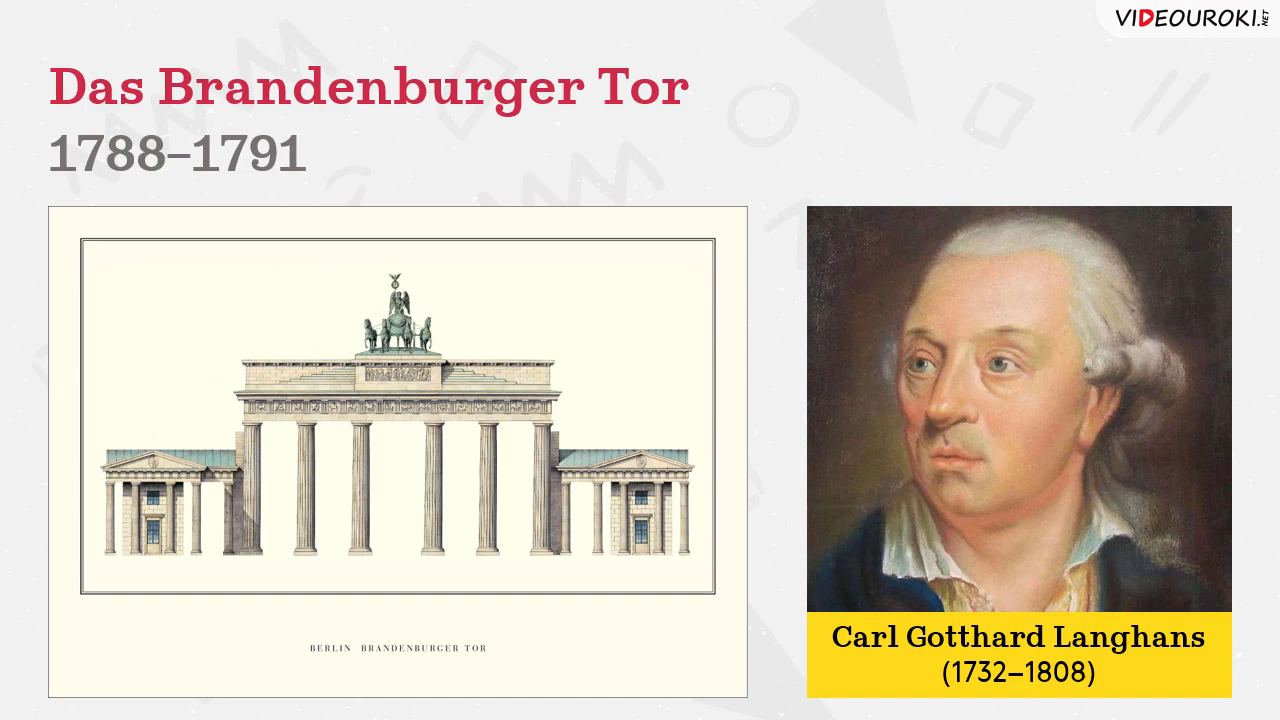 VIDEOUROKI.NET
Das Brandenburger Tor
1788–1791
BERLIN BRANDENBURGER TOR
Carl Gotthard Langhans
(1732–1808)